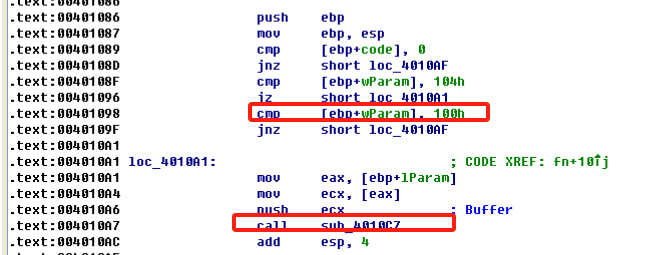 .text:00401086
.text:00401086 push ebp
.text:00401087 mov ebp, esp
.text:00401089 cmp [ebp+code], 0
.text:0040108D jnz short loc_4010AF
.text:0040108F cmp [ebp+wParam], 104h
.text:00401096 jz short loc_4010A1
.text:00401098 cmp [ebp+wParam], 100h
.text:0040109F jnz short loc_4010AF
.text:004010A1
.text:004010A1 loc_4010A1: ; CODE XREF: fn+10↑j
.text:004010A1 mov eax, [ebp+lParam]
.text:004010A4 mov ecx, [eax]
.text:004010A6 push ecx ; Buffer
.text:004010A7 call sub_4010C7
.text:004010AC add esp, 4